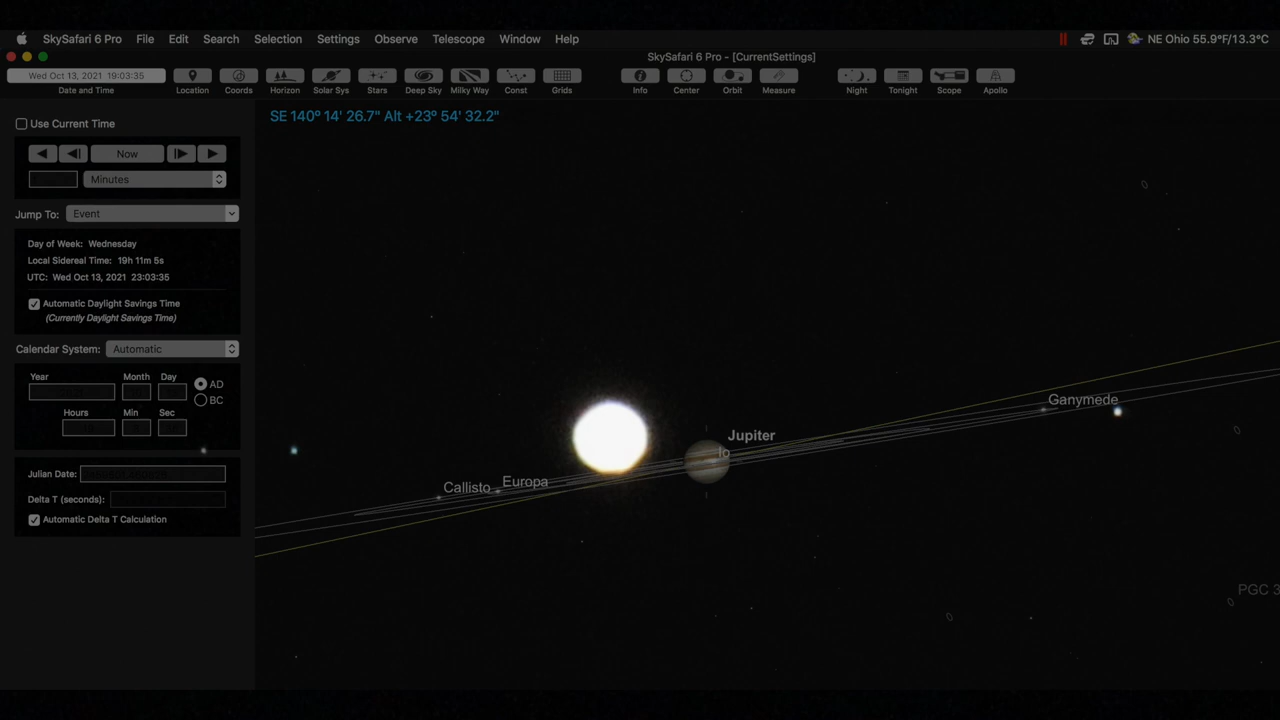 SkySafari 6 Pro File Edit Search Selection Settings Observe Telescope Window Help NE Ohio 55.9°F/13.3°C
SkySafari 6 Pro - [CurrentSettings]
Wed Oct 13, 2021 19:03:35
Date and Time Location Coords Horizon Solar Sys Stars Deep Sky Milky Way Const Grids Info Center Orbit Measure Night Tonight Scope Apollo
SE 140° 14' 26.7" Alt +23° 54' 32.2"
Use Current Time
Now
Minutes
Jump To: Event
Day of Week: Wednesday
Local Sidereal Time: 19h 11m 5s
UTC: Wed Oct 13, 2021 23:03:35
Automatic Daylight Savings Time
(Currently Daylight Savings Time)
Calendar System: Automatic
Year Month Day AD
BC
Hours Min Sec
Julian Date:
Delta T (seconds):
Automatic Delta T Calculation
Ganymede
Jupiter
Io
Europa
Callisto
PGC 3